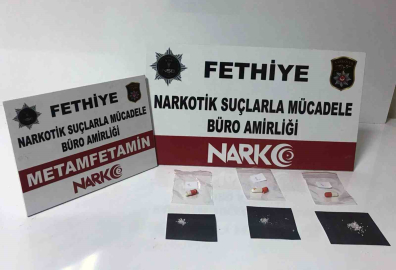 FETHİYE
NARKOTİK SUÇLARLA MÜCADELE
BÜRO AMİRLİĞİ
METAMFETAMİN
NARKO
FETHİYE
NARKOTİK SUÇLARLA MÜCADELE
BÜRO AMİRLİĞİ
NARKO